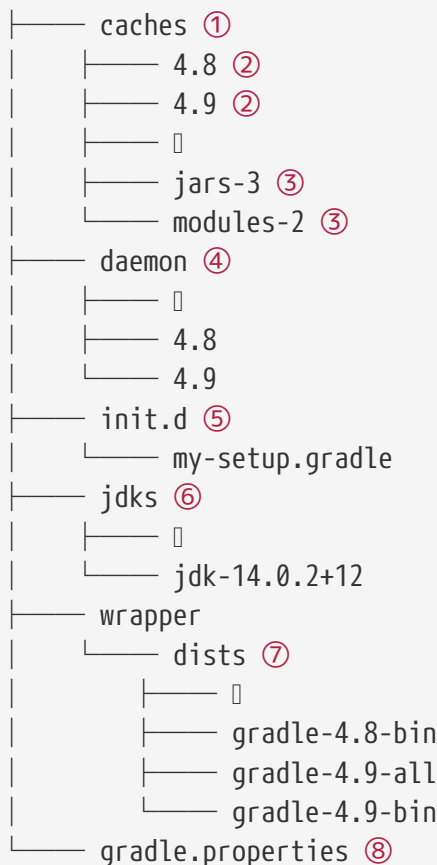 ├── caches ①
│ ├── 4.8 ②
│ ├── 4.9 ②
│ ├── 
│ ├── jars-3 ③
│ └── modules-2 ③
├── daemon ④
│ ├── 
│ ├── 4.8
│ └── 4.9
├── init.d ⑤
│ └── my-setup.gradle
├── jdks ⑥
│ ├── 
│ └── jdk-14.0.2+12
├── wrapper
│ └── dists ⑦
│ ├── 
│ ├── gradle-4.8-bin
│ ├── gradle-4.9-all
│ └── gradle-4.9-bin
└── gradle.properties ⑧